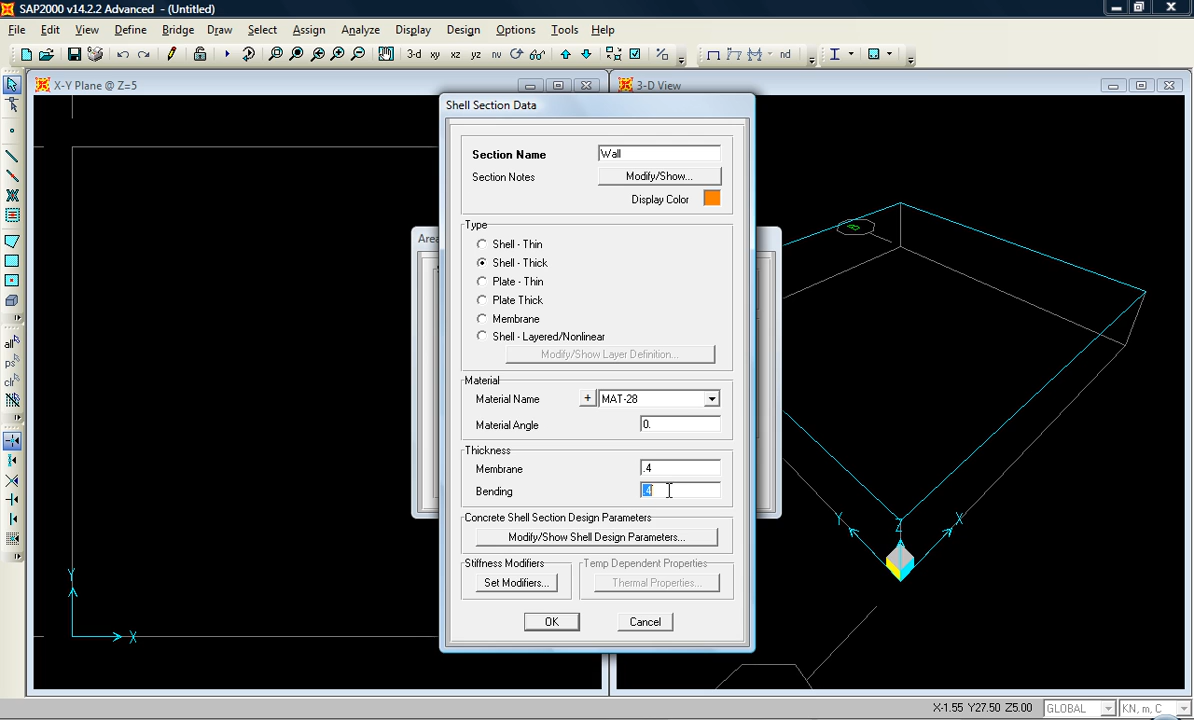 SAP2000 v14.2.2 Advanced - (Untitled)
File Edit View Define Bridge Draw Select Assign Analyze Display Design Options Tools Help
3-d xy xz yz nv nd
X-Y Plane @ Z=5
3-D View
all
ps
clr
Y
X
Shell Section Data
Section Name Wall
Section Notes Modify/Show...
Display Color
Type
Shell - Thin
Shell - Thick
Plate - Thin
Plate Thick
Membrane
Shell - Layered/Nonlinear
Modify/Show Layer Definition...
Material
Material Name + MAT-28
Material Angle 0.
Thickness
Membrane .4
Bending .4
Concrete Shell Section Design Parameters
Modify/Show Shell Design Parameters...
Stiffness Modifiers
Set Modifiers...
Temp Dependent Properties
Thermal Properties...
OK Cancel
Area
Y Z X
X-1.55 Y27.50 Z5.00 GLOBAL KN, m, C